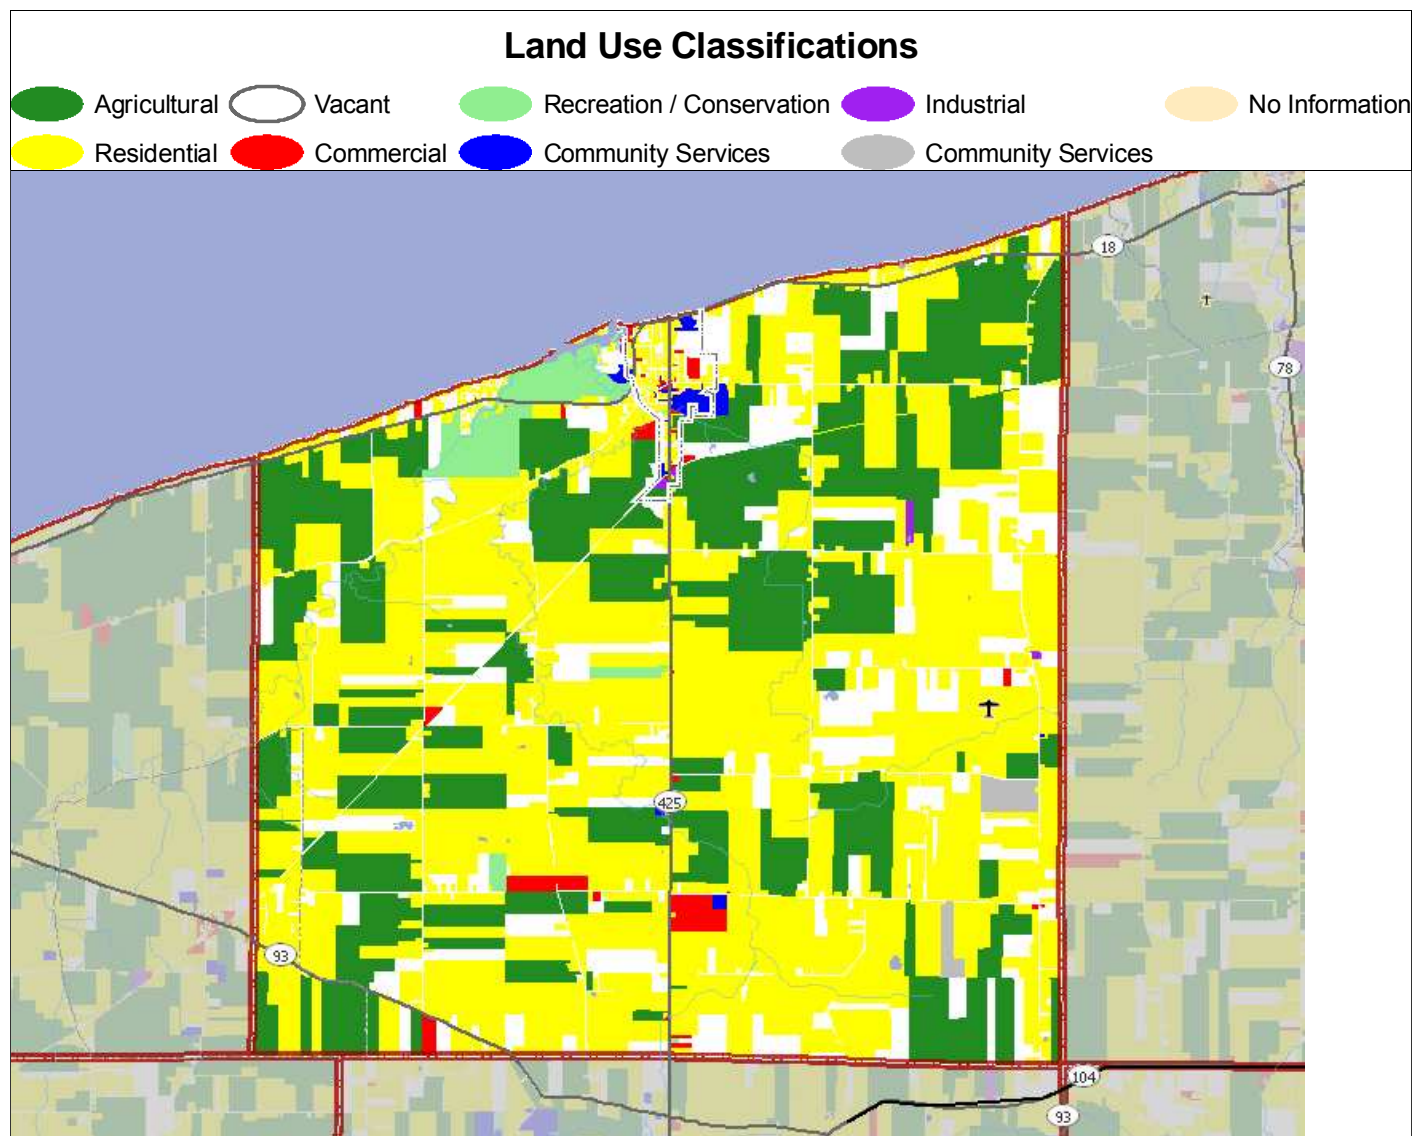 Land Use Classifications
Agricultural Vacant Recreation / Conservation Industrial No Information
Residential Commercial Community Services Community Services
18
78
425
93
104
93